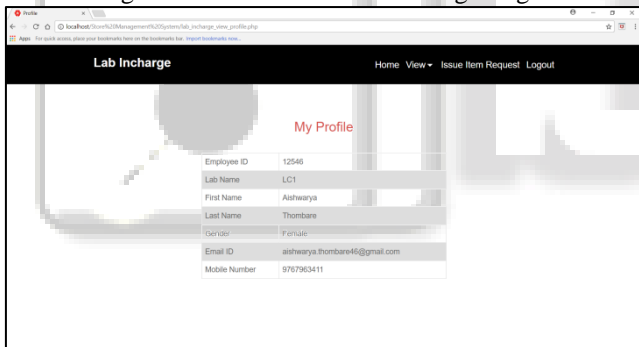 Profile
localhost/Store%20Management%20System/lab_incharge_view_profile.php
Apps For quick access, place your bookmarks here on the bookmarks bar. Import bookmarks now...
Lab Incharge
Home View Issue Item Request Logout
My Profile
Employee ID 12546
Lab Name LC1
First Name Aishwarya
Last Name Thombare
Gender Female
Email ID aishwarya.thombare46@gmail.com
Mobile Number 9767963411